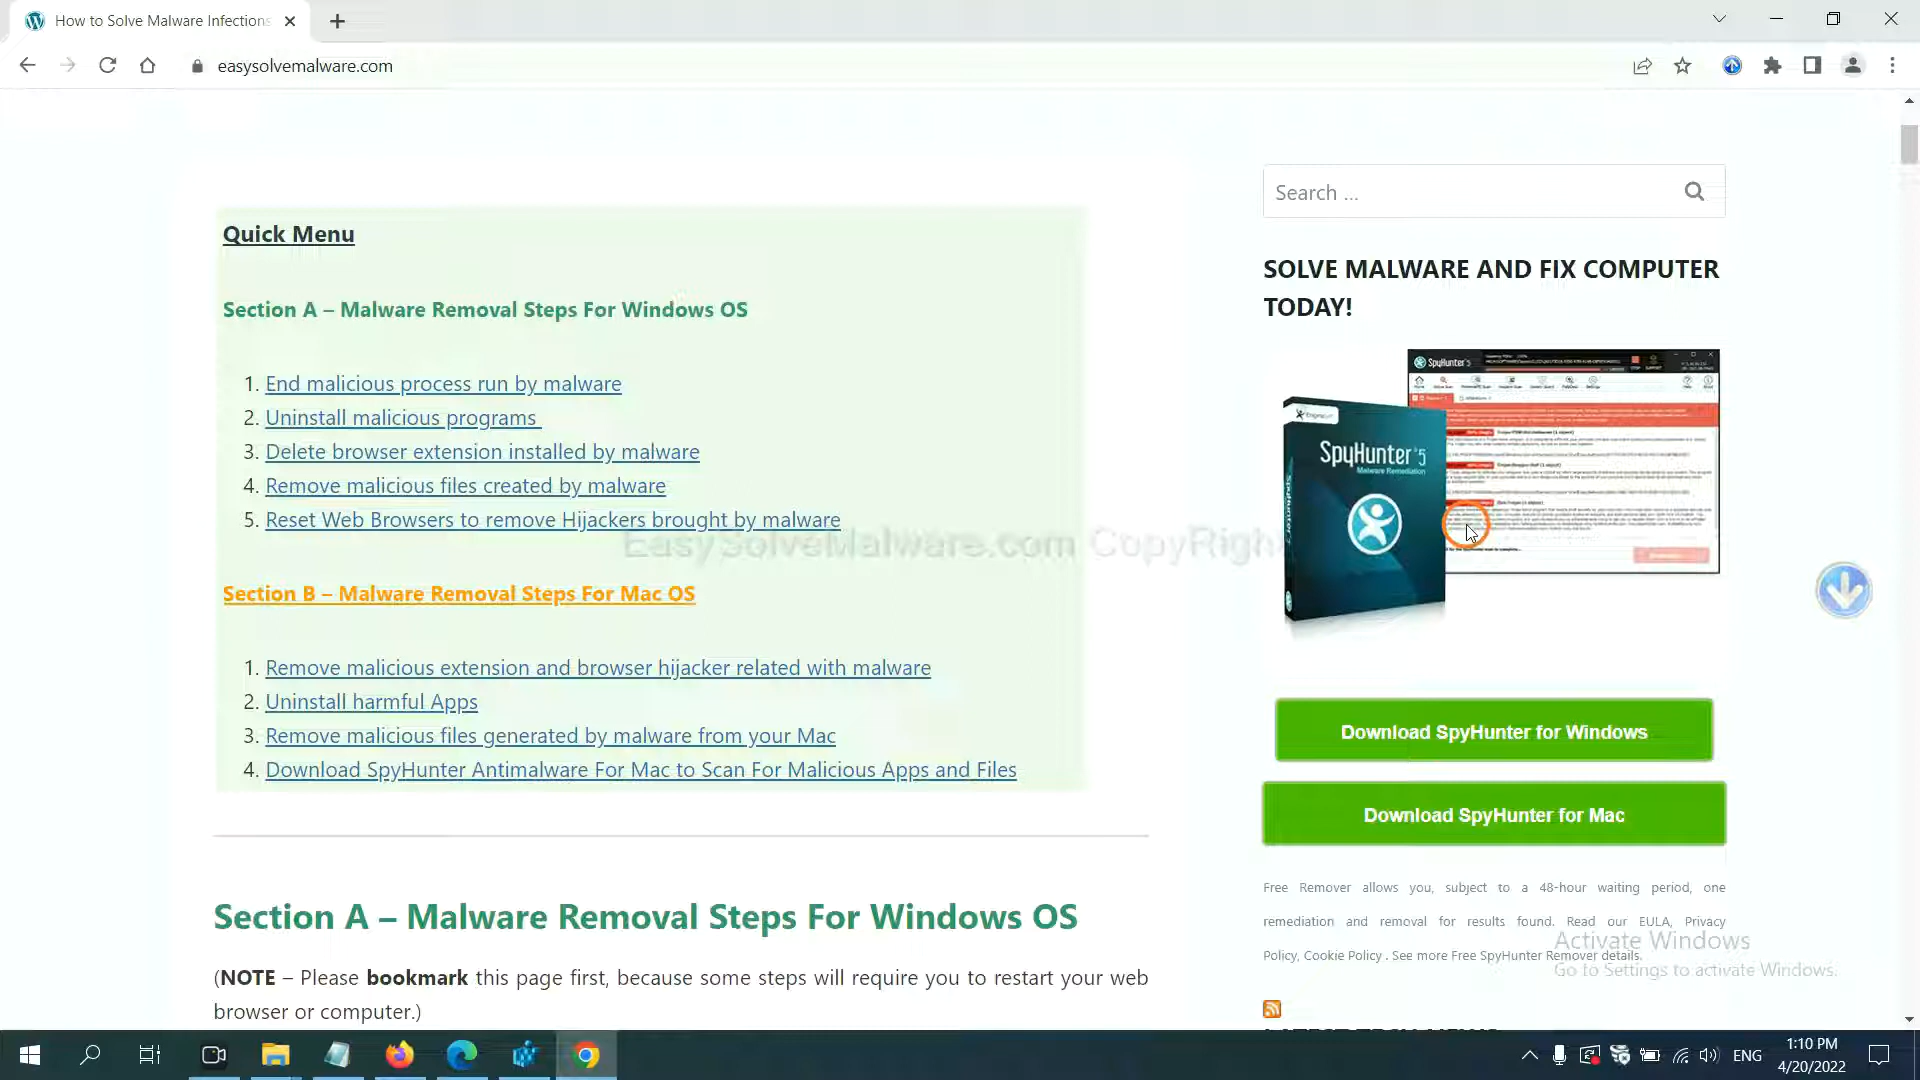 How to Solve Malware Infections
easysolvemalware.com
Quick Menu
Section A – Malware Removal Steps For Windows OS
1. End malicious process run by malware
2. Uninstall malicious programs
3. Delete browser extension installed by malware
4. Remove malicious files created by malware
5. Reset Web Browsers to remove Hijackers brought by malware
EasySolveMalware.com CopyRigh
Section B – Malware Removal Steps For Mac OS
1. Remove malicious extension and browser hijacker related with malware
2. Uninstall harmful Apps
3. Remove malicious files generated by malware from your Mac
4. Download SpyHunter Antimalware For Mac to Scan For Malicious Apps and Files
Section A – Malware Removal Steps For Windows OS
(NOTE – Please bookmark this page first, because some steps will require you to restart your web
browser or computer.)
Search ...
SOLVE MALWARE AND FIX COMPUTER
TODAY!
SpyHunter 5
SpyHunter 5
Malware Remediation
Download SpyHunter for Windows
Download SpyHunter for Mac
Free Remover allows you, subject to a 48-hour waiting period, one
remediation and removal for results found. Read our EULA, Privacy
Policy, Cookie Policy . See more Free SpyHunter Remover details.
Activate Windows
Go to Settings to activate Windows.
LATEST TECH NEWS
ENG
1:10 PM
4/20/2022